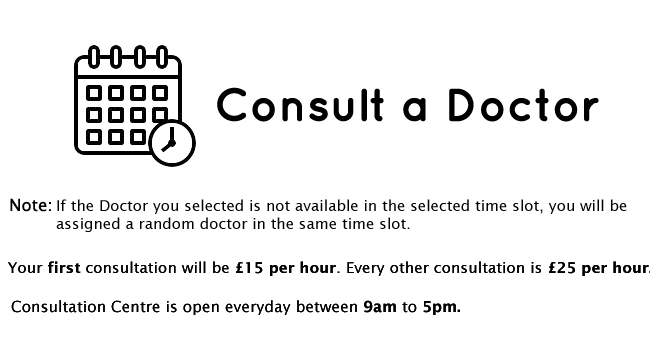 Consult a Doctor
Note: If the Doctor you selected is not available in the selected time slot, you will be
assigned a random doctor in the same time slot.
Your first consultation will be £15 per hour. Every other consultation is £25 per hour.
Consultation Centre is open everyday between 9am to 5pm.